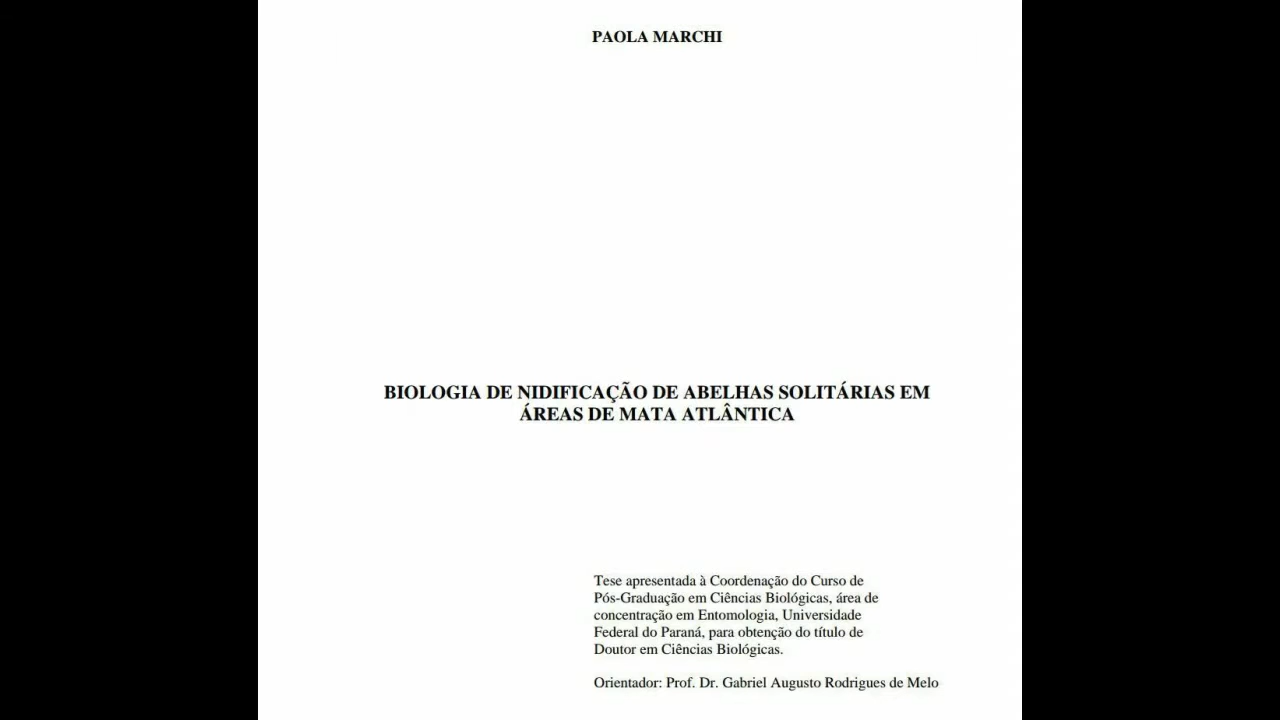 PAOLA MARCHI
BIOLOGIA DE NIDIFICAÇÃO DE ABELHAS SOLITÁRIAS EM
ÁREAS DE MATA ATLÂNTICA
Tese apresentada à Coordenação do Curso de
Pós-Graduação em Ciências Biológicas, área de
concentração em Entomologia, Universidade
Federal do Paraná, para obtenção do título de
Doutor em Ciências Biológicas.
Orientador: Prof. Dr. Gabriel Augusto Rodrigues de Melo